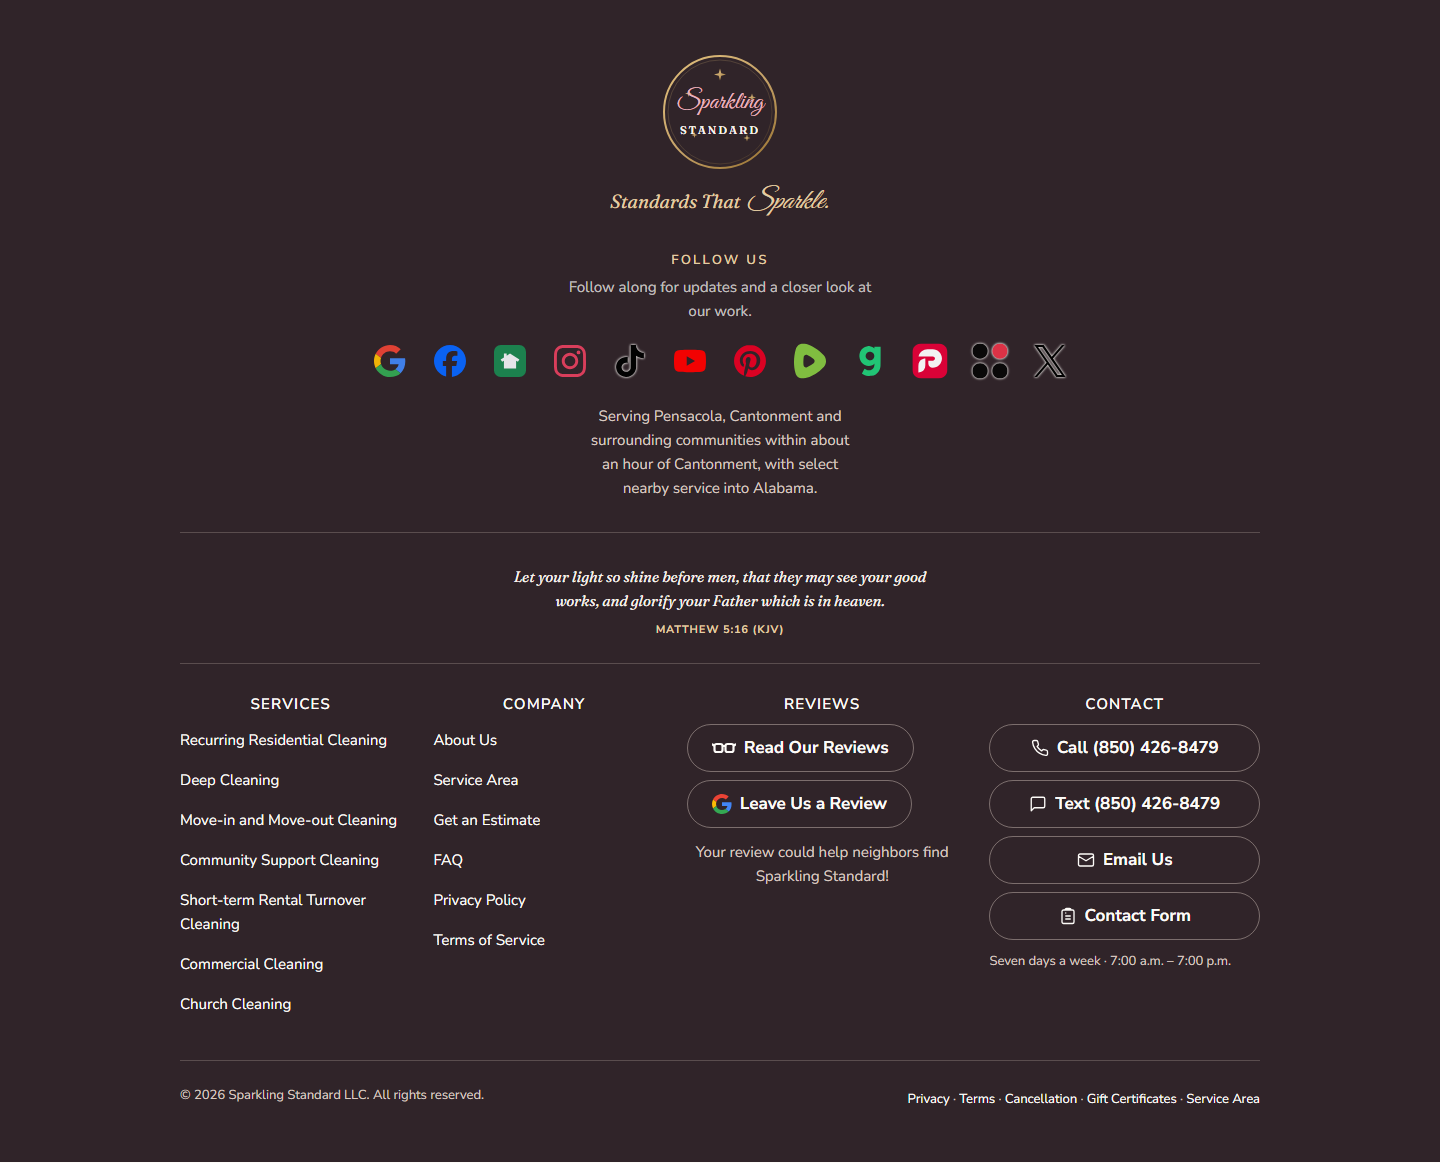 Sparkling
STANDARD
Standards That Sparkle.
FOLLOW US
Follow along for updates and a closer look at
our work.
Serving Pensacola, Cantonment and
surrounding communities within about
an hour of Cantonment, with select
nearby service into Alabama.
Let your light so shine before men, that they may see your good
works, and glorify your Father which is in heaven.
MATTHEW 5:16 (KJV)
SERVICES
Recurring Residential Cleaning
Deep Cleaning
Move-in and Move-out Cleaning
Community Support Cleaning
Short-term Rental Turnover
Cleaning
Commercial Cleaning
Church Cleaning
COMPANY
About Us
Service Area
Get an Estimate
FAQ
Privacy Policy
Terms of Service
REVIEWS
Read Our Reviews
Leave Us a Review
Your review could help neighbors find
Sparkling Standard!
CONTACT
Call (850) 426-8479
Text (850) 426-8479
Email Us
Contact Form
Seven days a week · 7:00 a.m. – 7:00 p.m.
© 2026 Sparkling Standard LLC. All rights reserved.
Privacy · Terms · Cancellation · Gift Certificates · Service Area